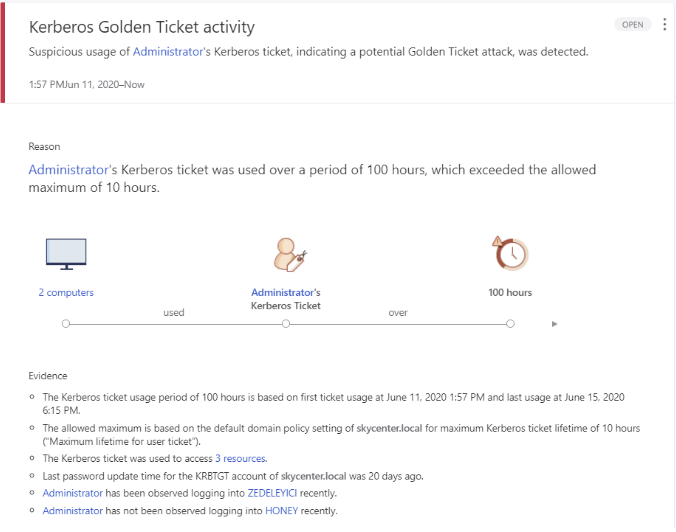 Kerberos Golden Ticket activity
OPEN
Suspicious usage of Administrator's Kerberos ticket, indicating a potential Golden Ticket attack, was detected.
1:57 PMJun 11, 2020–Now
Reason
Administrator's Kerberos ticket was used over a period of 100 hours, which exceeded the allowed
maximum of 10 hours.
2 computers
Administrator's
Kerberos Ticket
100 hours
used
over
Evidence
The Kerberos ticket usage period of 100 hours is based on first ticket usage at June 11, 2020 1:57 PM and last usage at June 15, 2020
6:15 PM.
The allowed maximum is based on the default domain policy setting of skycenter.local for maximum Kerberos ticket lifetime of 10 hours
("Maximum lifetime for user ticket").
The Kerberos ticket was used to access 3 resources.
Last password update time for the KRBTGT account of skycenter.local was 20 days ago.
Administrator has been observed logging into ZEDELEYICI recently.
Administrator has not been observed logging into HONEY recently.